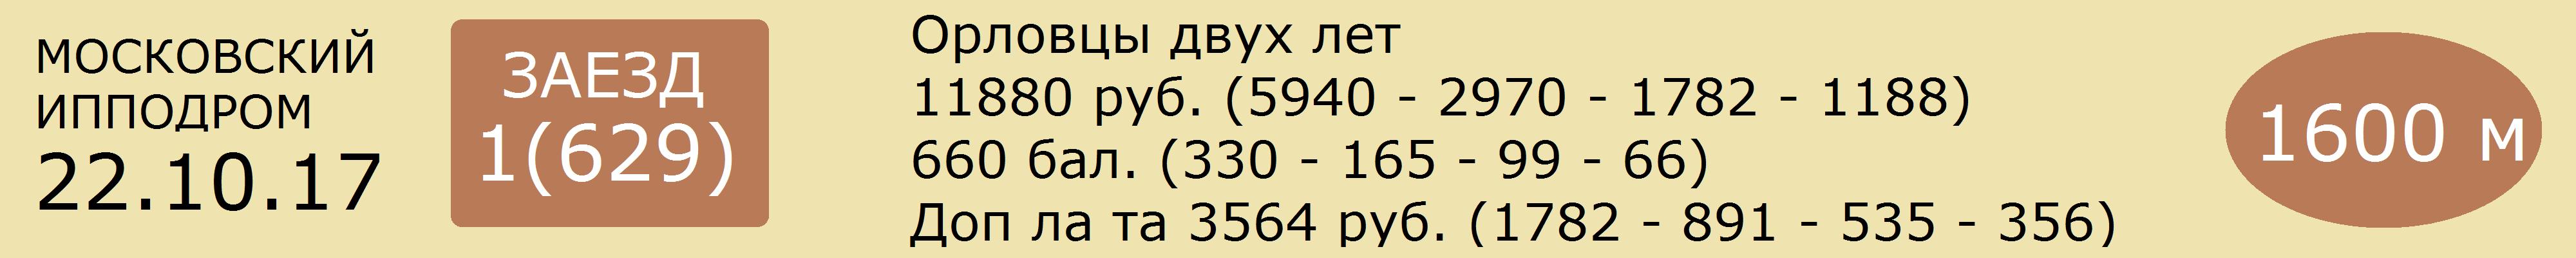 МОСКОВСКИЙ
ИППОДРОМ
22.10.17
ЗАЕЗД
1(629)
Орловцы двух лет
11880 руб. (5940 - 2970 - 1782 - 1188)
660 бал. (330 - 165 - 99 - 66)
Доп ла та 3564 руб. (1782 - 891 - 535 - 356)
1600 м